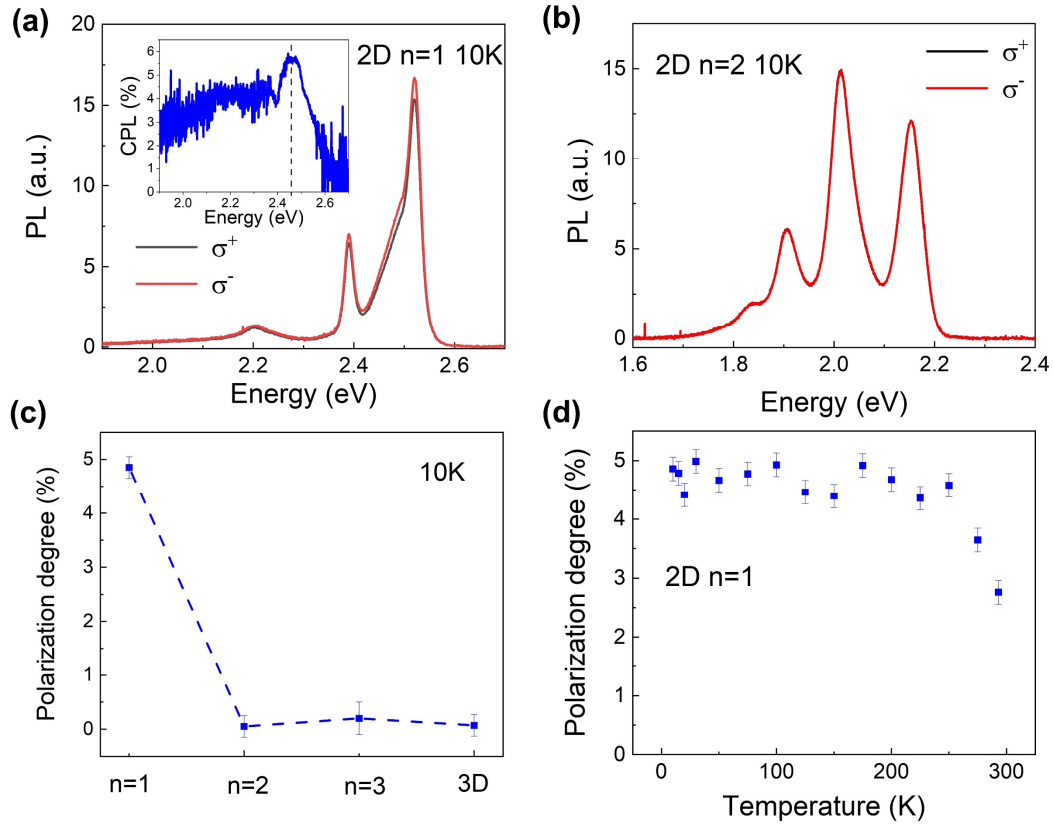 (a)
20
15
10
5
0
PL (a.u.)
2D n=1 10K
6
5
4
3
2
1
0
CPL (%)
2.0 2.2 2.4 2.6
Energy (eV)
σ+
σ-
2.0 2.2 2.4 2.6
Energy (eV)
(b)
15
10
5
0
PL (a.u.)
2D n=2 10K
σ+
σ-
1.6 1.8 2.0 2.2 2.4
Energy (eV)
(c)
5
4
3
2
1
0
Polarization degree (%)
10K
n=1 n=2 n=3 3D
(d)
5
4
3
2
1
0
Polarization degree (%)
2D n=1
0 100 200 300
Temperature (K)